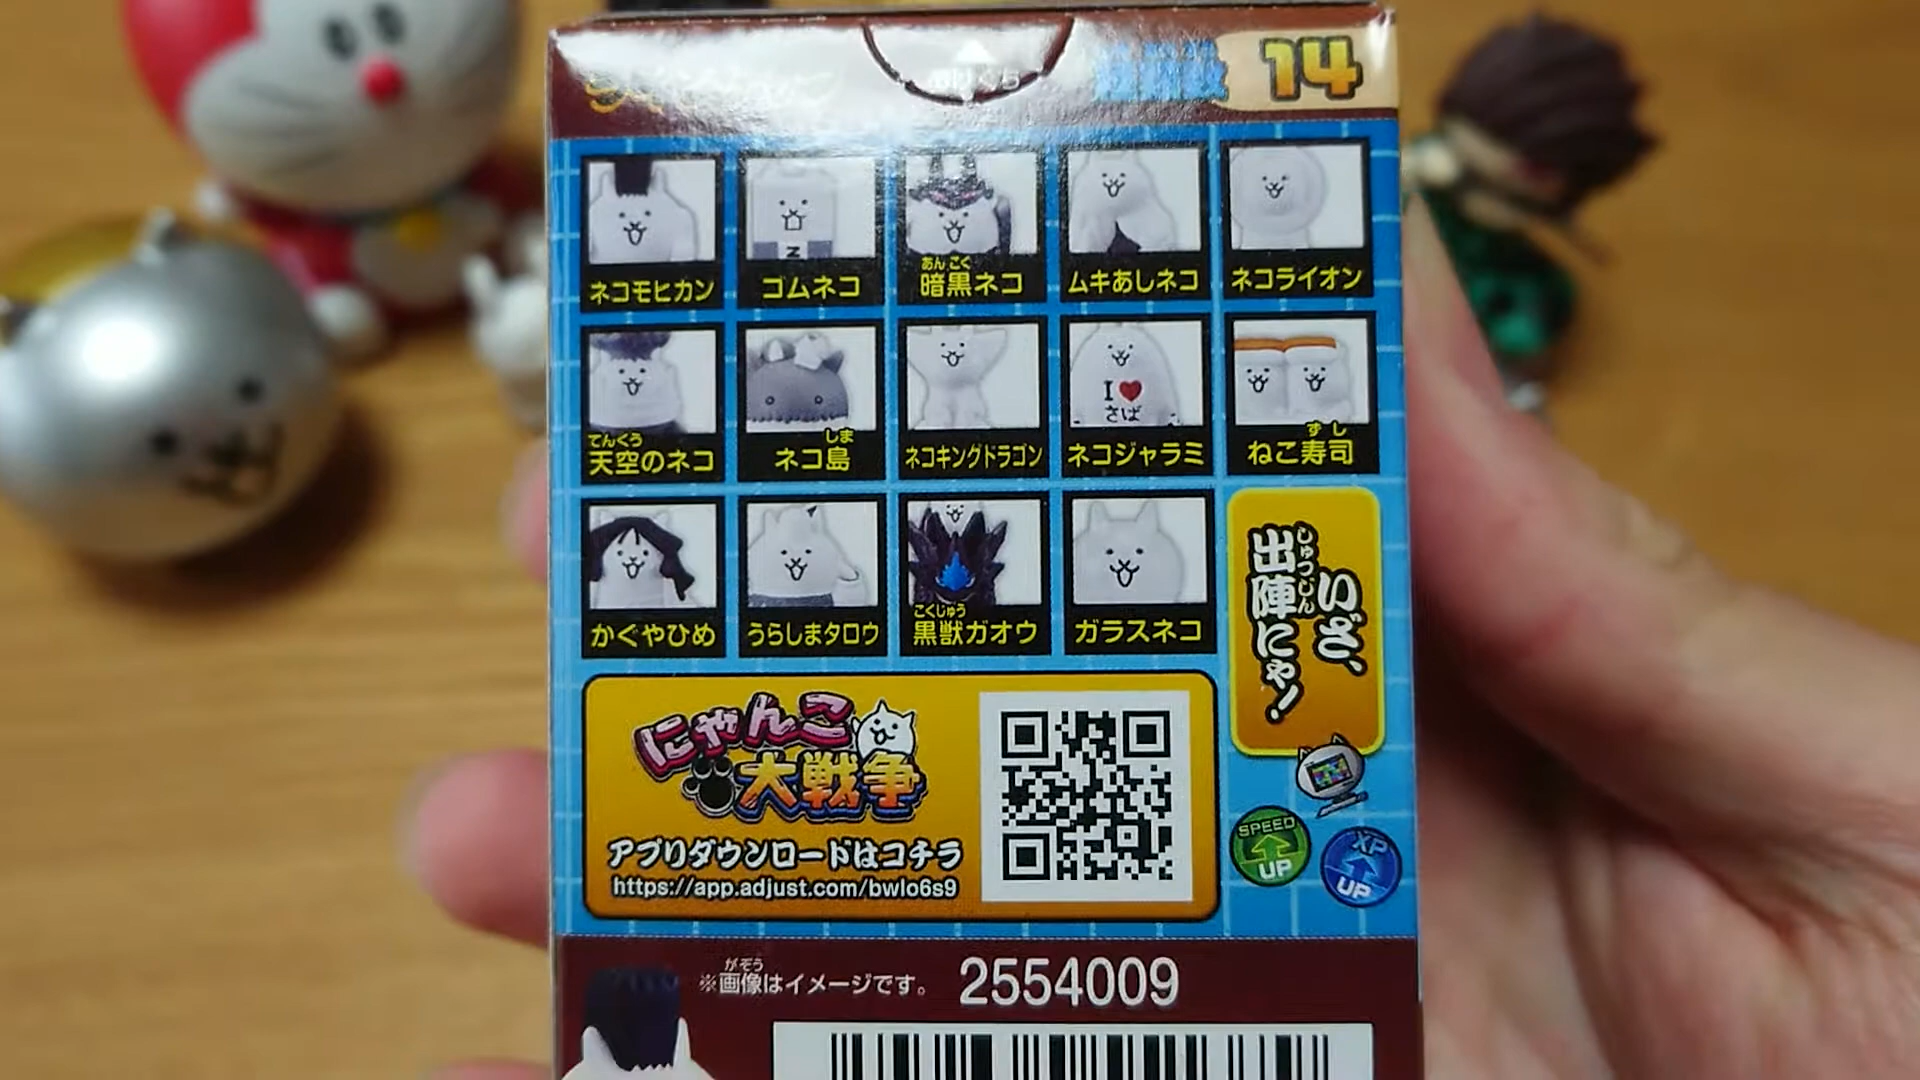 14
ネコモヒカン
ゴムネコ
あんこく
暗黒ネコ
ムキあしネコ
ネコライオン
I❤
さば
てんくう
天空のネコ
しま
ネコ島
ネコキングドラゴン
ネコジャラミ
ずし
ねこ寿司
かぐやひめ
うらしまタロウ
こくじゅう
黒獣ガオウ
ガラスネコ
いざ、
しゅつじん
出陣にゃ!
にゃんこ
大戦争
アプリダウンロードはコチラ
https://app.adjust.com/bwlo6s9
SPEED
UP
XP
UP
がぞう
※画像はイメージです。
2554009